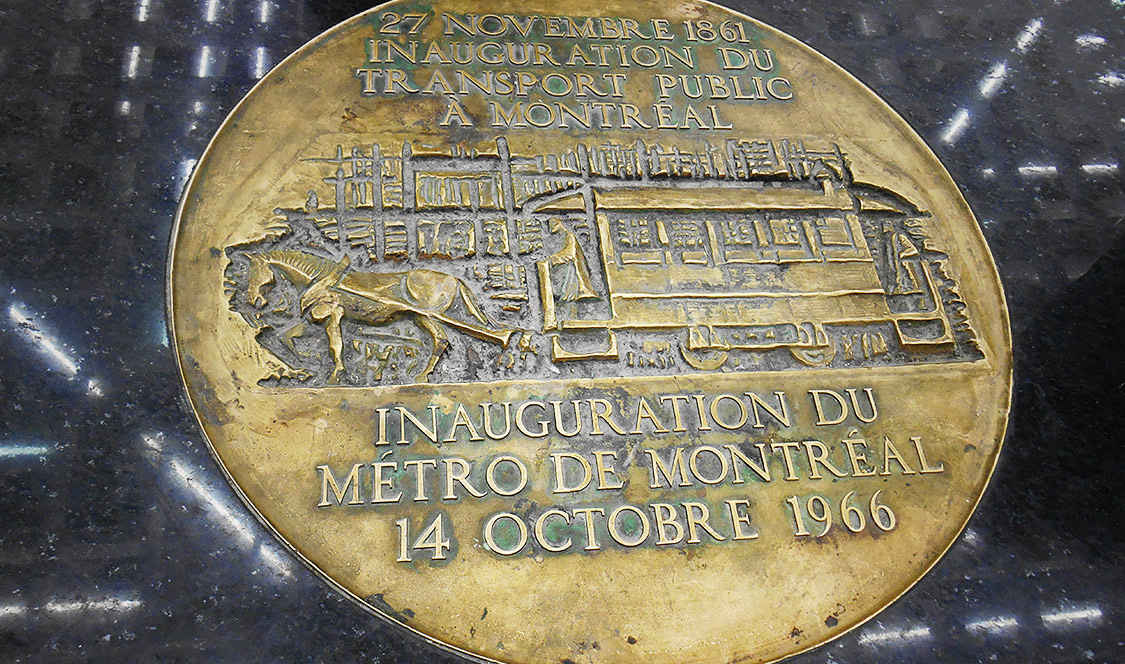 27 NOVEMBRE 1861
INAUGURATION DU
TRANSPORT PUBLIC
À MONTRÉAL
INAUGURATION DU
MÉTRO DE MONTRÉAL
14 OCTOBRE 1966